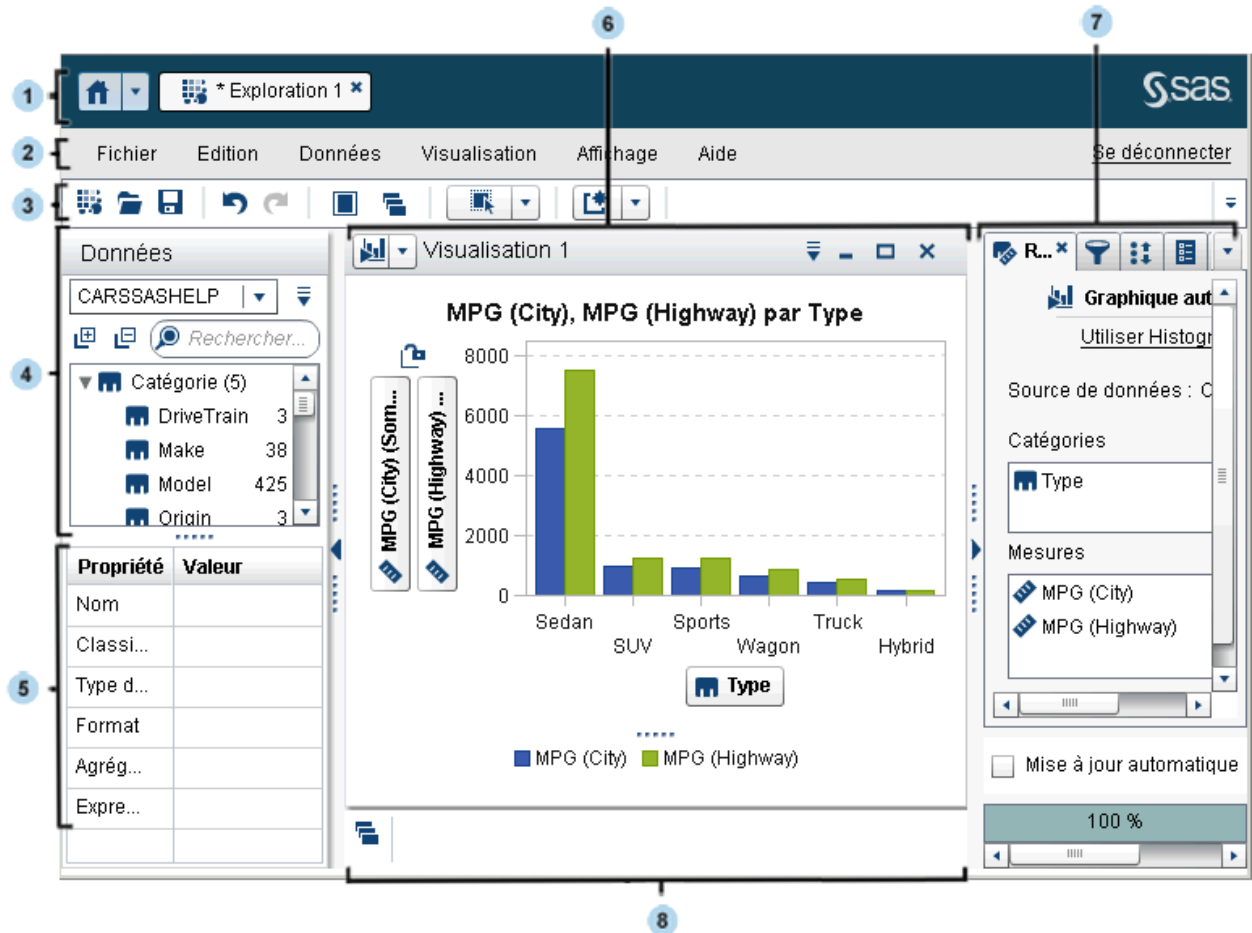 6
7
1
* Exploration 1
sas
2
Fichier Edition Données Visualisation Affichage Aide Se déconnecter
3
Données
Visualisation 1
R...
CARSSASHELP
Rechercher...
4
Catégorie (5)
DriveTrain 3
Make 38
Model 425
Origin 3
MPG (City), MPG (Highway) par Type
MPG (City) (Som...
MPG (Highway) ...
8000
6000
4000
2000
0
Sedan
SUV
Sports
Wagon
Truck
Hybrid
Type
MPG (City) MPG (Highway)
Graphique aut
Utiliser Histogr
Source de données : C
Catégories
Type
Mesures
MPG (City)
MPG (Highway)
Mise à jour automatique
100 %
5
Propriété Valeur
Nom
Classi...
Type d...
Format
Agrég...
Expre...
8